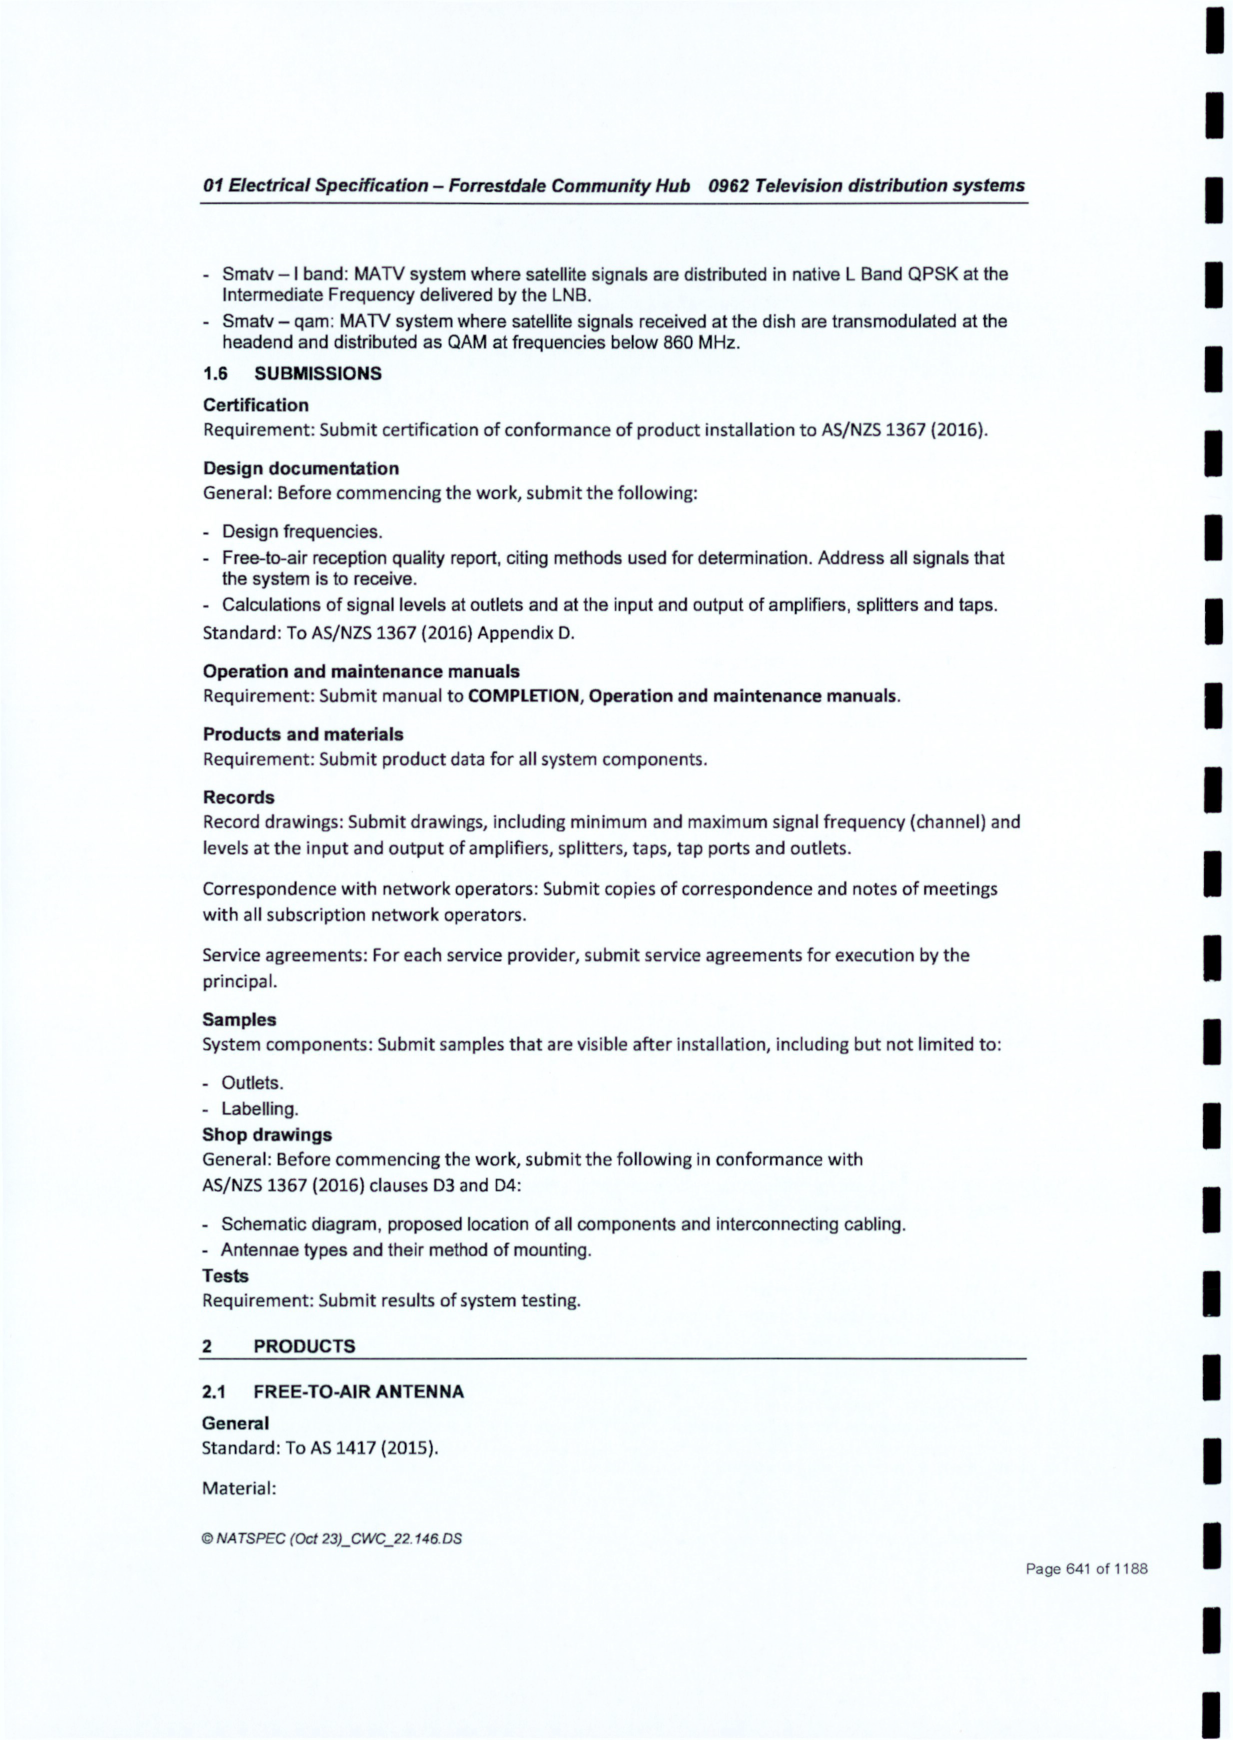 01 Electrical Specification – Forrestdale Community Hub 0962 Television distribution systems
- Smatv – l band: MATV system where satellite signals are distributed in native L Band QPSK at the
Intermediate Frequency delivered by the LNB.
- Smatv – qam: MATV system where satellite signals received at the dish are transmodulated at the
headend and distributed as QAM at frequencies below 860 MHz.
1.6 SUBMISSIONS
Certification
Requirement: Submit certification of conformance of product installation to AS/NZS 1367 (2016).
Design documentation
General: Before commencing the work, submit the following:
- Design frequencies.
- Free-to-air reception quality report, citing methods used for determination. Address all signals that
the system is to receive.
- Calculations of signal levels at outlets and at the input and output of amplifiers, splitters and taps.
Standard: To AS/NZS 1367 (2016) Appendix D.
Operation and maintenance manuals
Requirement: Submit manual to COMPLETION, Operation and maintenance manuals.
Products and materials
Requirement: Submit product data for all system components.
Records
Record drawings: Submit drawings, including minimum and maximum signal frequency (channel) and
levels at the input and output of amplifiers, splitters, taps, tap ports and outlets.
Correspondence with network operators: Submit copies of correspondence and notes of meetings
with all subscription network operators.
Service agreements: For each service provider, submit service agreements for execution by the
principal.
Samples
System components: Submit samples that are visible after installation, including but not limited to:
- Outlets.
- Labelling.
Shop drawings
General: Before commencing the work, submit the following in conformance with
AS/NZS 1367 (2016) clauses D3 and D4:
- Schematic diagram, proposed location of all components and interconnecting cabling.
- Antennae types and their method of mounting.
Tests
Requirement: Submit results of system testing.
2 PRODUCTS
2.1 FREE-TO-AIR ANTENNA
General
Standard: To AS 1417 (2015).
Material:
© NATSPEC (Oct 23)_CWC_22.146.DS
Page 641 of 1188